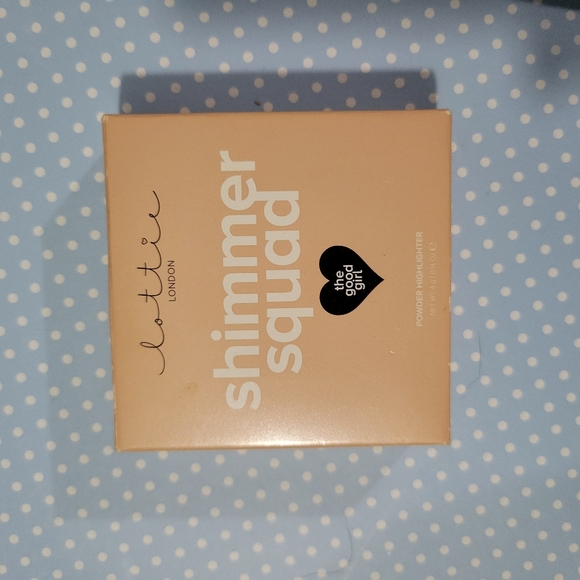 lottie
LONDON
shimmer
squad
the
good
girl
POWDER HIGHLIGHTER